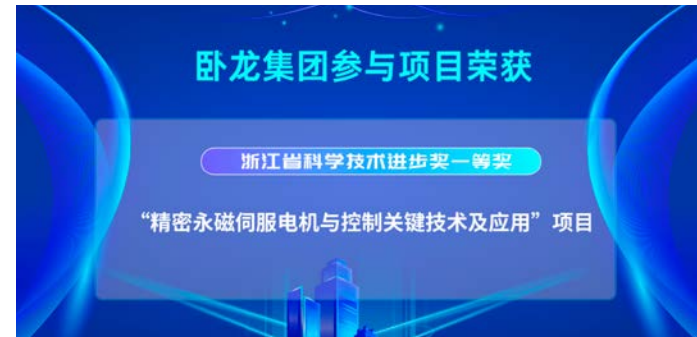 卧龙集团参与项目荣获
浙江省科学技术进步奖一等奖
“精密永磁伺服电机与控制关键技术及应用”项目